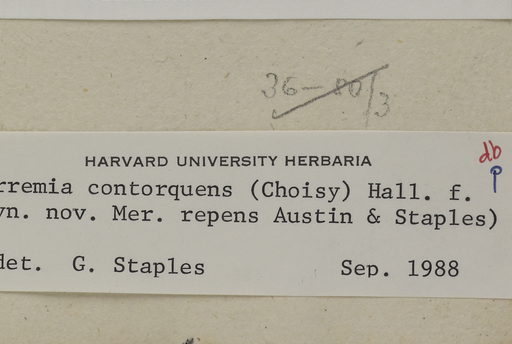 36-80/3
HARVARD UNIVERSITY HERBARIA
rremia contorquens (Choisy) Hall. f.
yn. nov. Mer. repens Austin & Staples)
det. G. Staples Sep. 1988
db
P